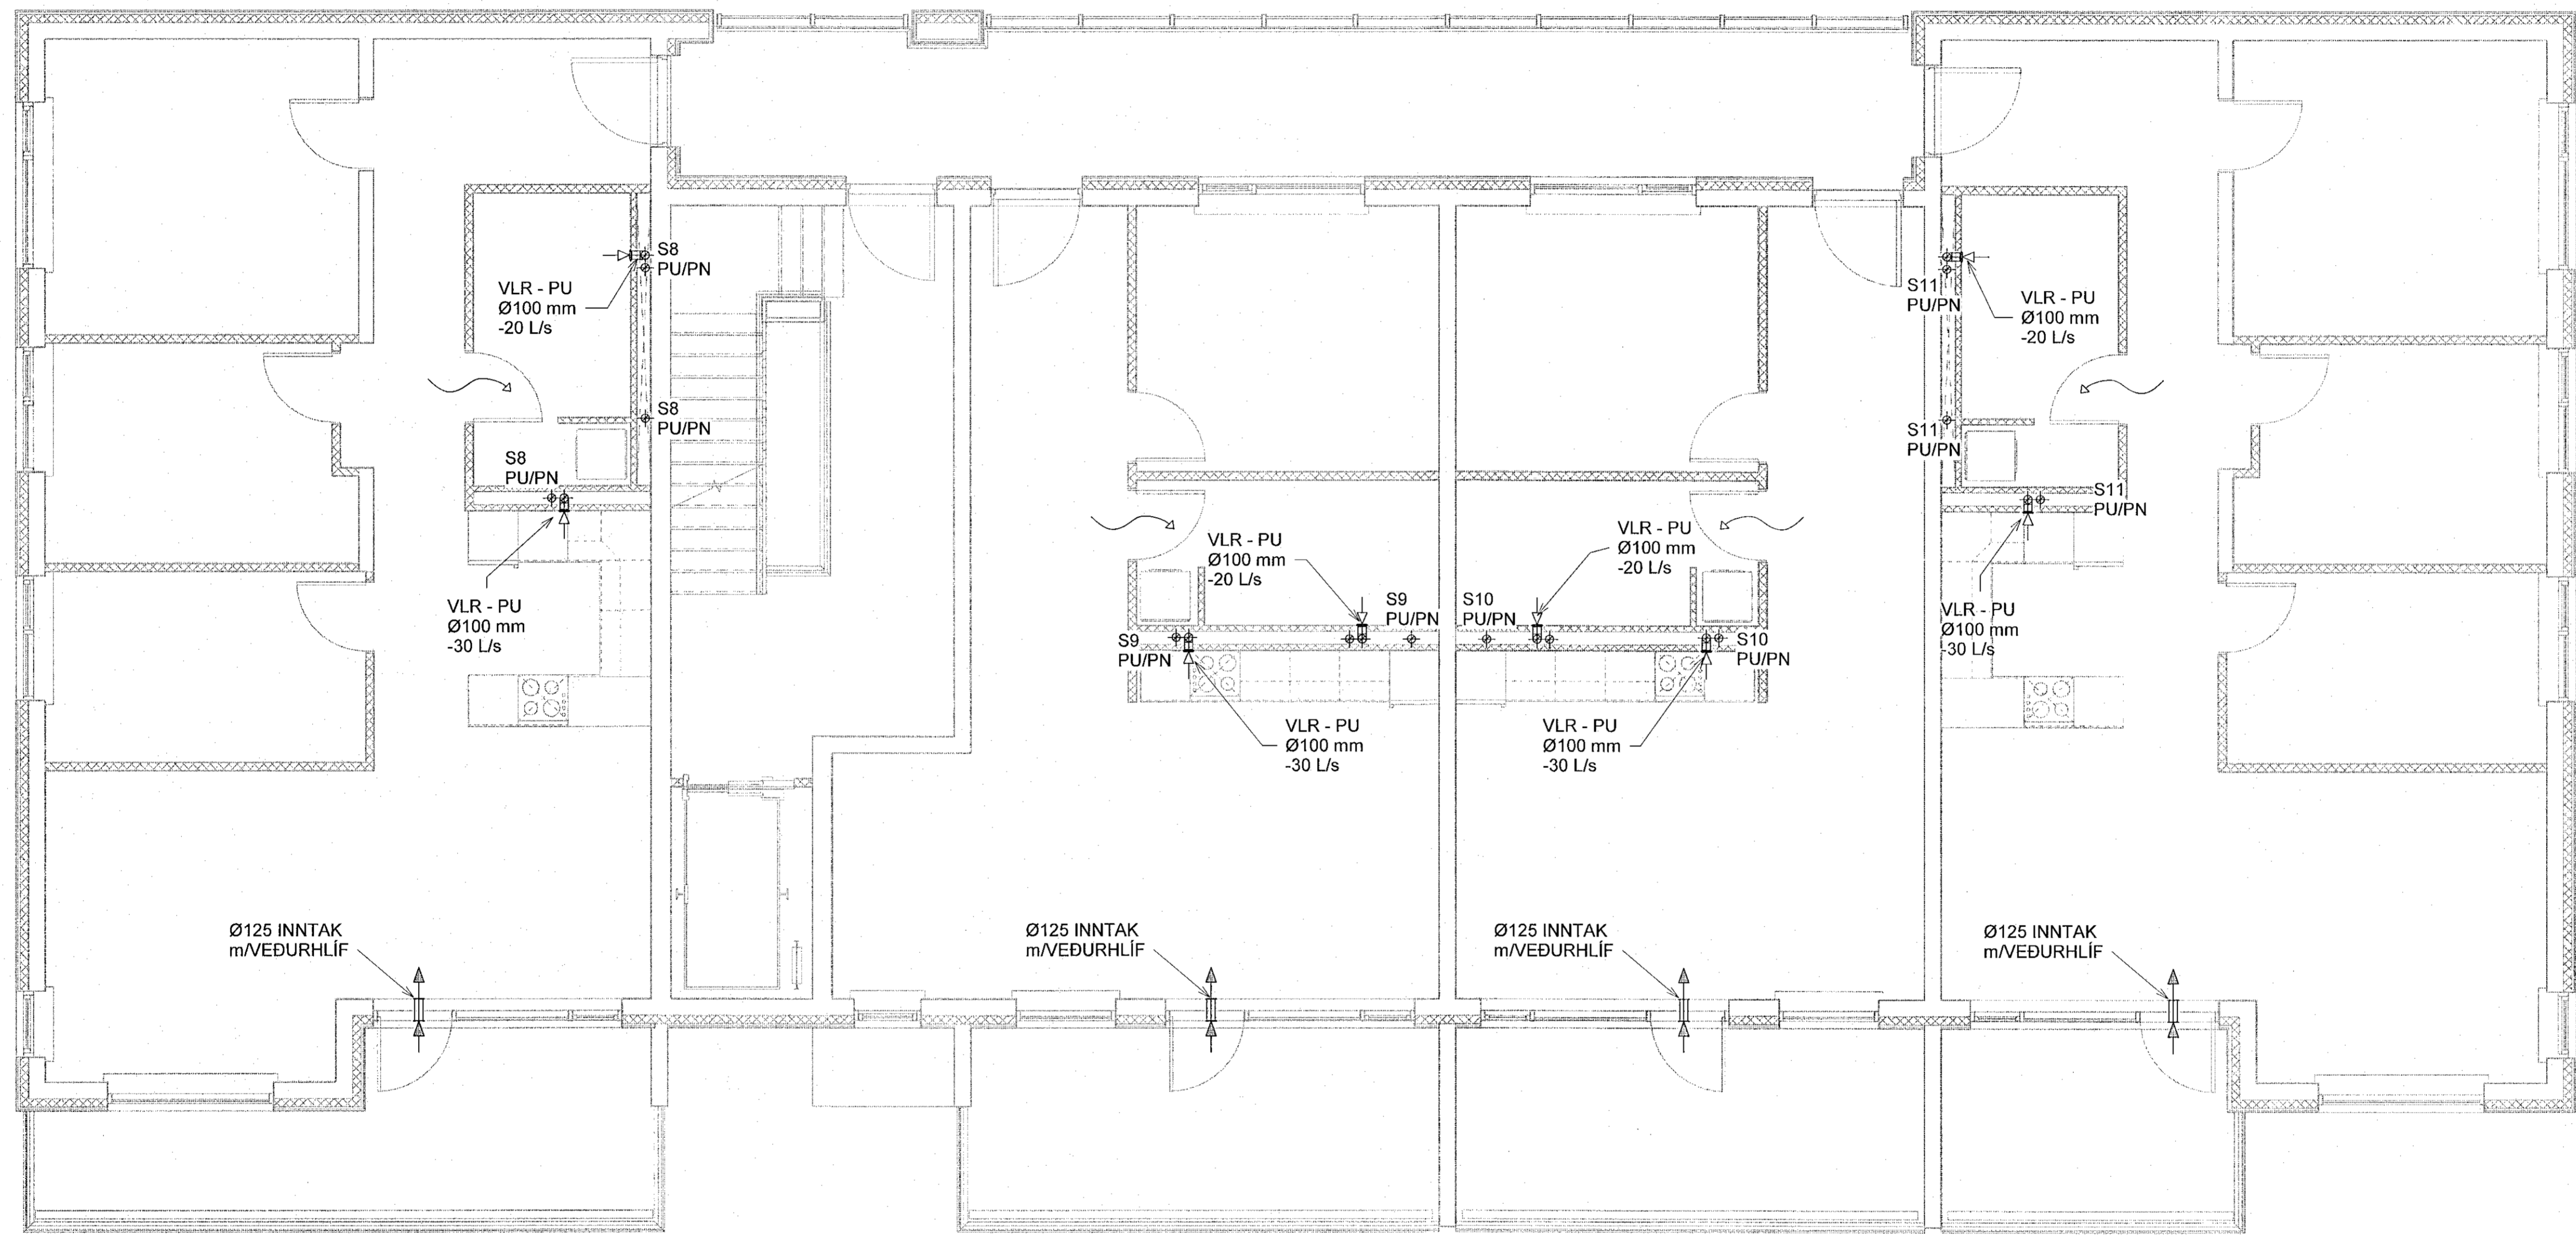 S8
PU/PN
VLR - PU
Ø100 mm
-20 L/s
S8
PU/PN
S8
PU/PN
VLR - PU
Ø100 mm
-30 L/s
Ø125 INNTAK
m/VEÐURHLÍF
VLR - PU
Ø100 mm
-20 L/s
S9
PU/PN
S9
PU/PN
VLR - PU
Ø100 mm
-30 L/s
Ø125 INNTAK
m/VEÐURHLÍF
VLR - PU
Ø100 mm
-20 L/s
S10
PU/PN
S10
PU/PN
VLR - PU
Ø100 mm
-30 L/s
Ø125 INNTAK
m/VEÐURHLÍF
S11
PU/PN
VLR - PU
Ø100 mm
-20 L/s
S11
PU/PN
S11
PU/PN
VLR - PU
Ø100 mm
-30 L/s
Ø125 INNTAK
m/VEÐURHLÍF